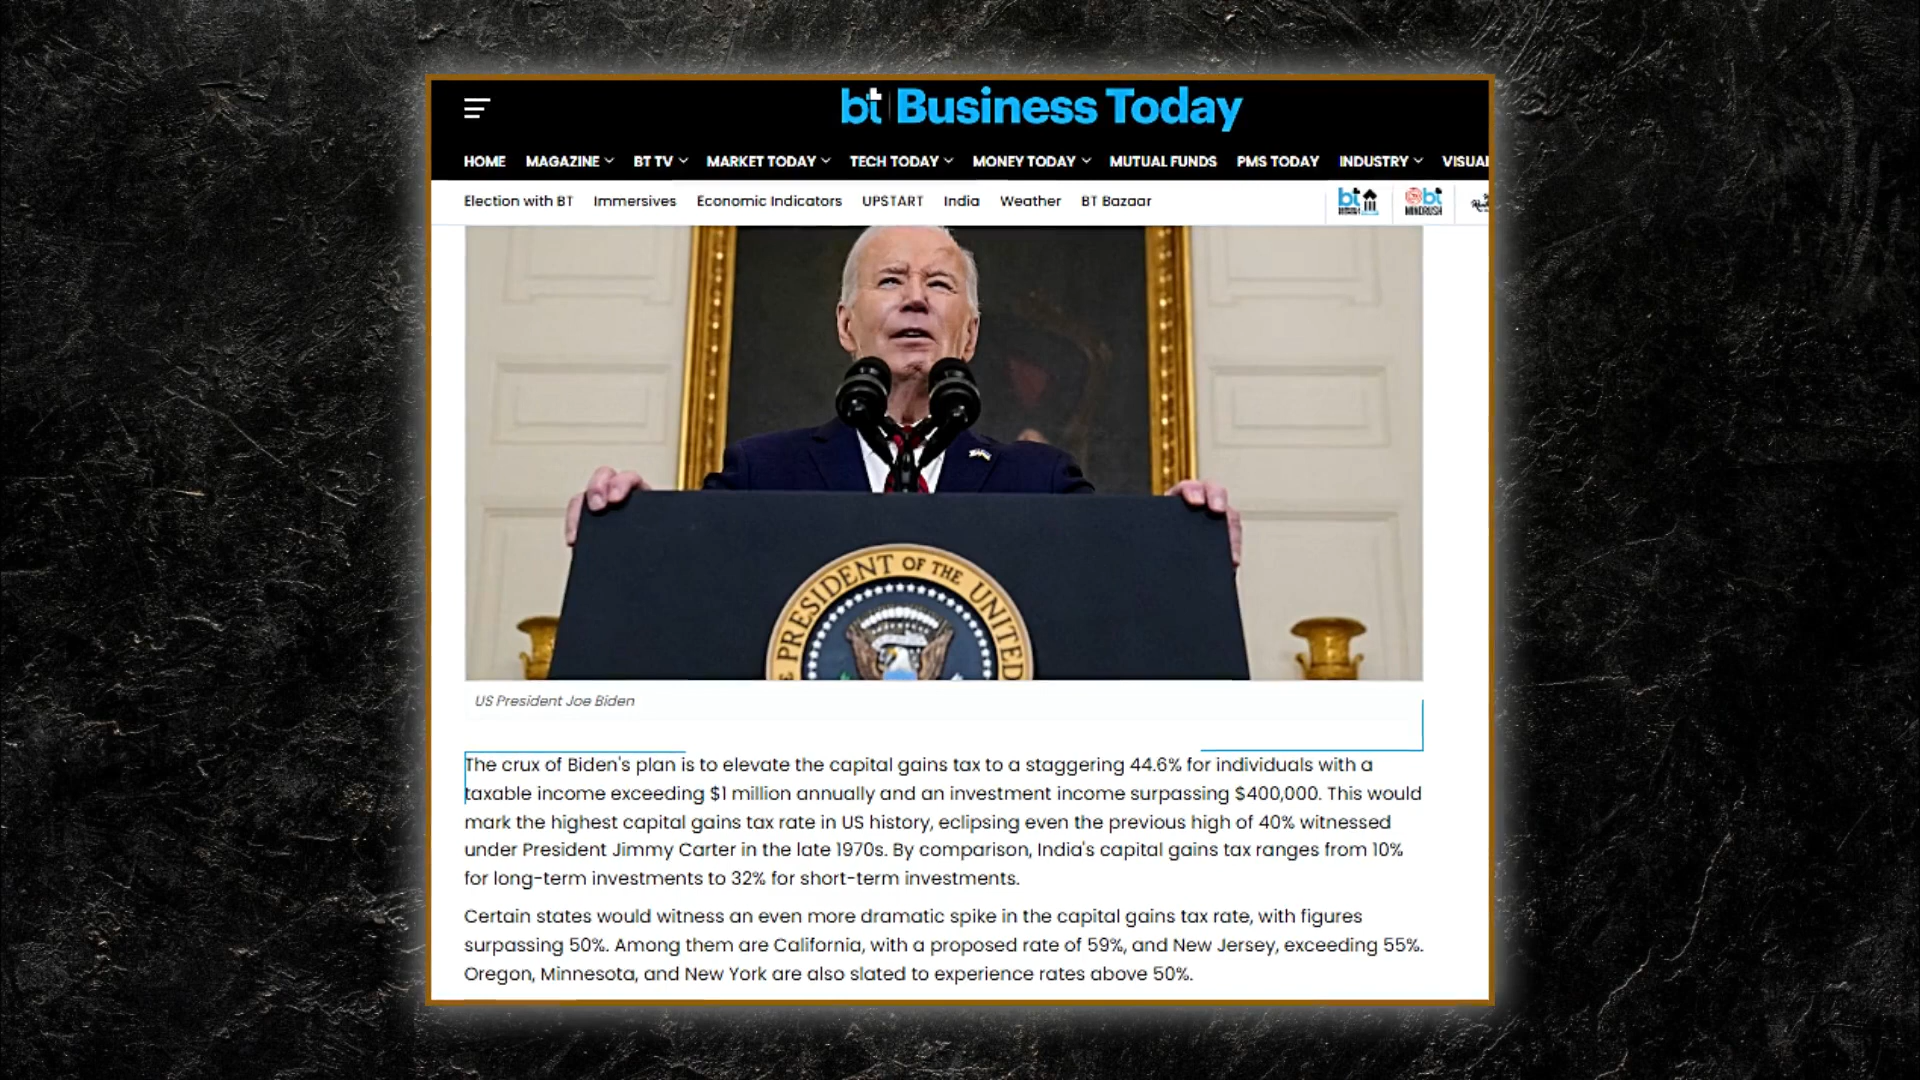 bt Business Today
HOME MAGAZINE BT TV MARKET TODAY TECH TODAY MONEY TODAY MUTUAL FUNDS PMS TODAY INDUSTRY VISUAL
Election with BT Immersives Economic Indicators UPSTART India Weather BT Bazaar bt bt
MINDRUSH
PRESIDENT OF THE UNITED
US President Joe Biden
The crux of Biden's plan is to elevate the capital gains tax to a staggering 44.6% for individuals with a
taxable income exceeding $1 million annually and an investment income surpassing $400,000. This would
mark the highest capital gains tax rate in US history, eclipsing even the previous high of 40% witnessed
under President Jimmy Carter in the late 1970s. By comparison, India's capital gains tax ranges from 10%
for long-term investments to 32% for short-term investments.
Certain states would witness an even more dramatic spike in the capital gains tax rate, with figures
surpassing 50%. Among them are California, with a proposed rate of 59%, and New Jersey, exceeding 55%.
Oregon, Minnesota, and New York are also slated to experience rates above 50%.